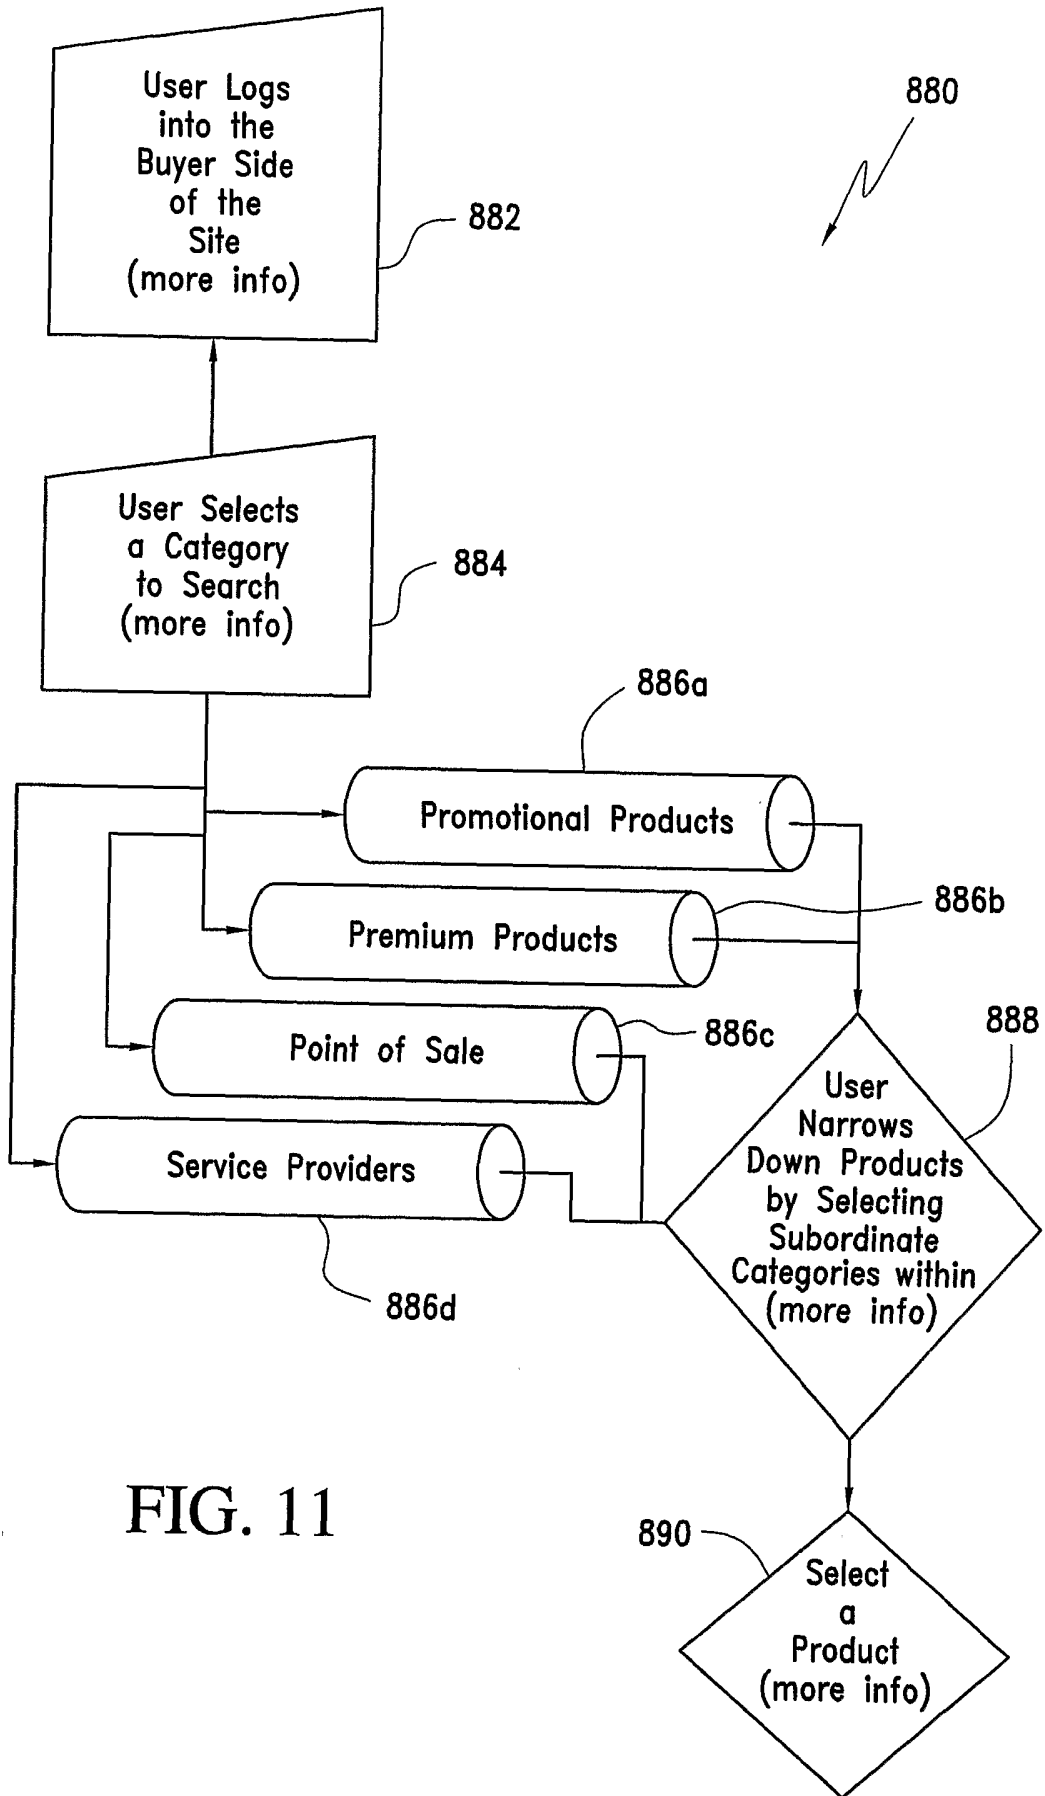 User Logs
into the
Buyer Side
of the
Site
(more info)
880
882
User Selects
a Category
to Search
(more info)
884
886a
Promotional Products
886b
Premium Products
886c
Point of Sale
888
User
Narrows
Down Products
by Selecting
Subordinate
Categories within
(more info)
Service Providers
886d
FIG. 11
890
Select
a
Product
(more info)